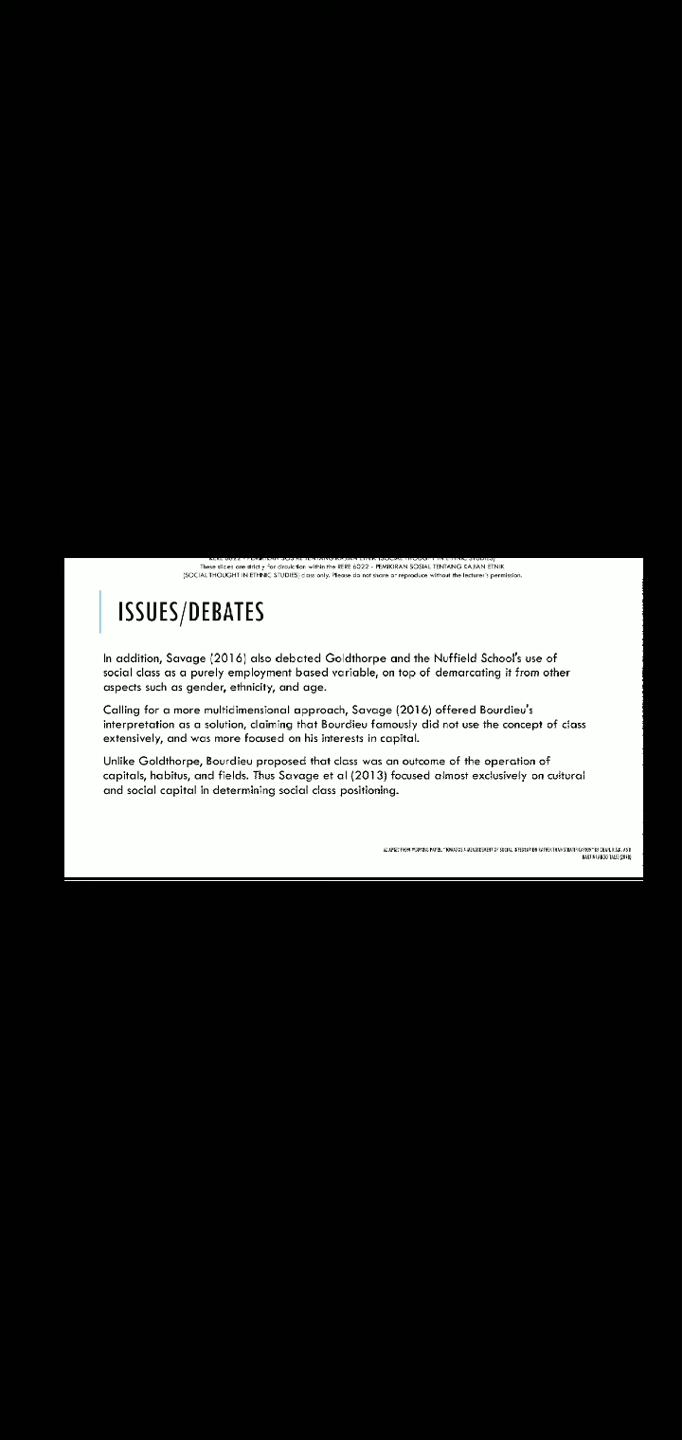 These slices are strictly for circulation within the RERE 6022 - PEMIKIRAN SOSIAL TENTANG KAJIAN ETNIK
(SOCIAL THOUGHT IN ETHNIC STUDIES) class only. Please do not share or reproduce without the lecturer's permission.
ISSUES/DEBATES
In addition, Savage (2016) also debated Goldthorpe and the Nuffield School's use of
social class as a purely employment based variable, on top of demarcating it from other
aspects such as gender, ethnicity, and age.
Calling for a more multidimensional approach, Savage (2016) offered Bourdieu's
interpretation as a solution, claiming that Bourdieu famously did not use the concept of class
extensively, and was more focused on his interests in capital.
Unlike Goldthorpe, Bourdieu proposed that class was an outcome of the operation of
capitals, habitus, and fields. Thus Savage et al (2013) focused almost exclusively on cultural
and social capital in determining social class positioning.